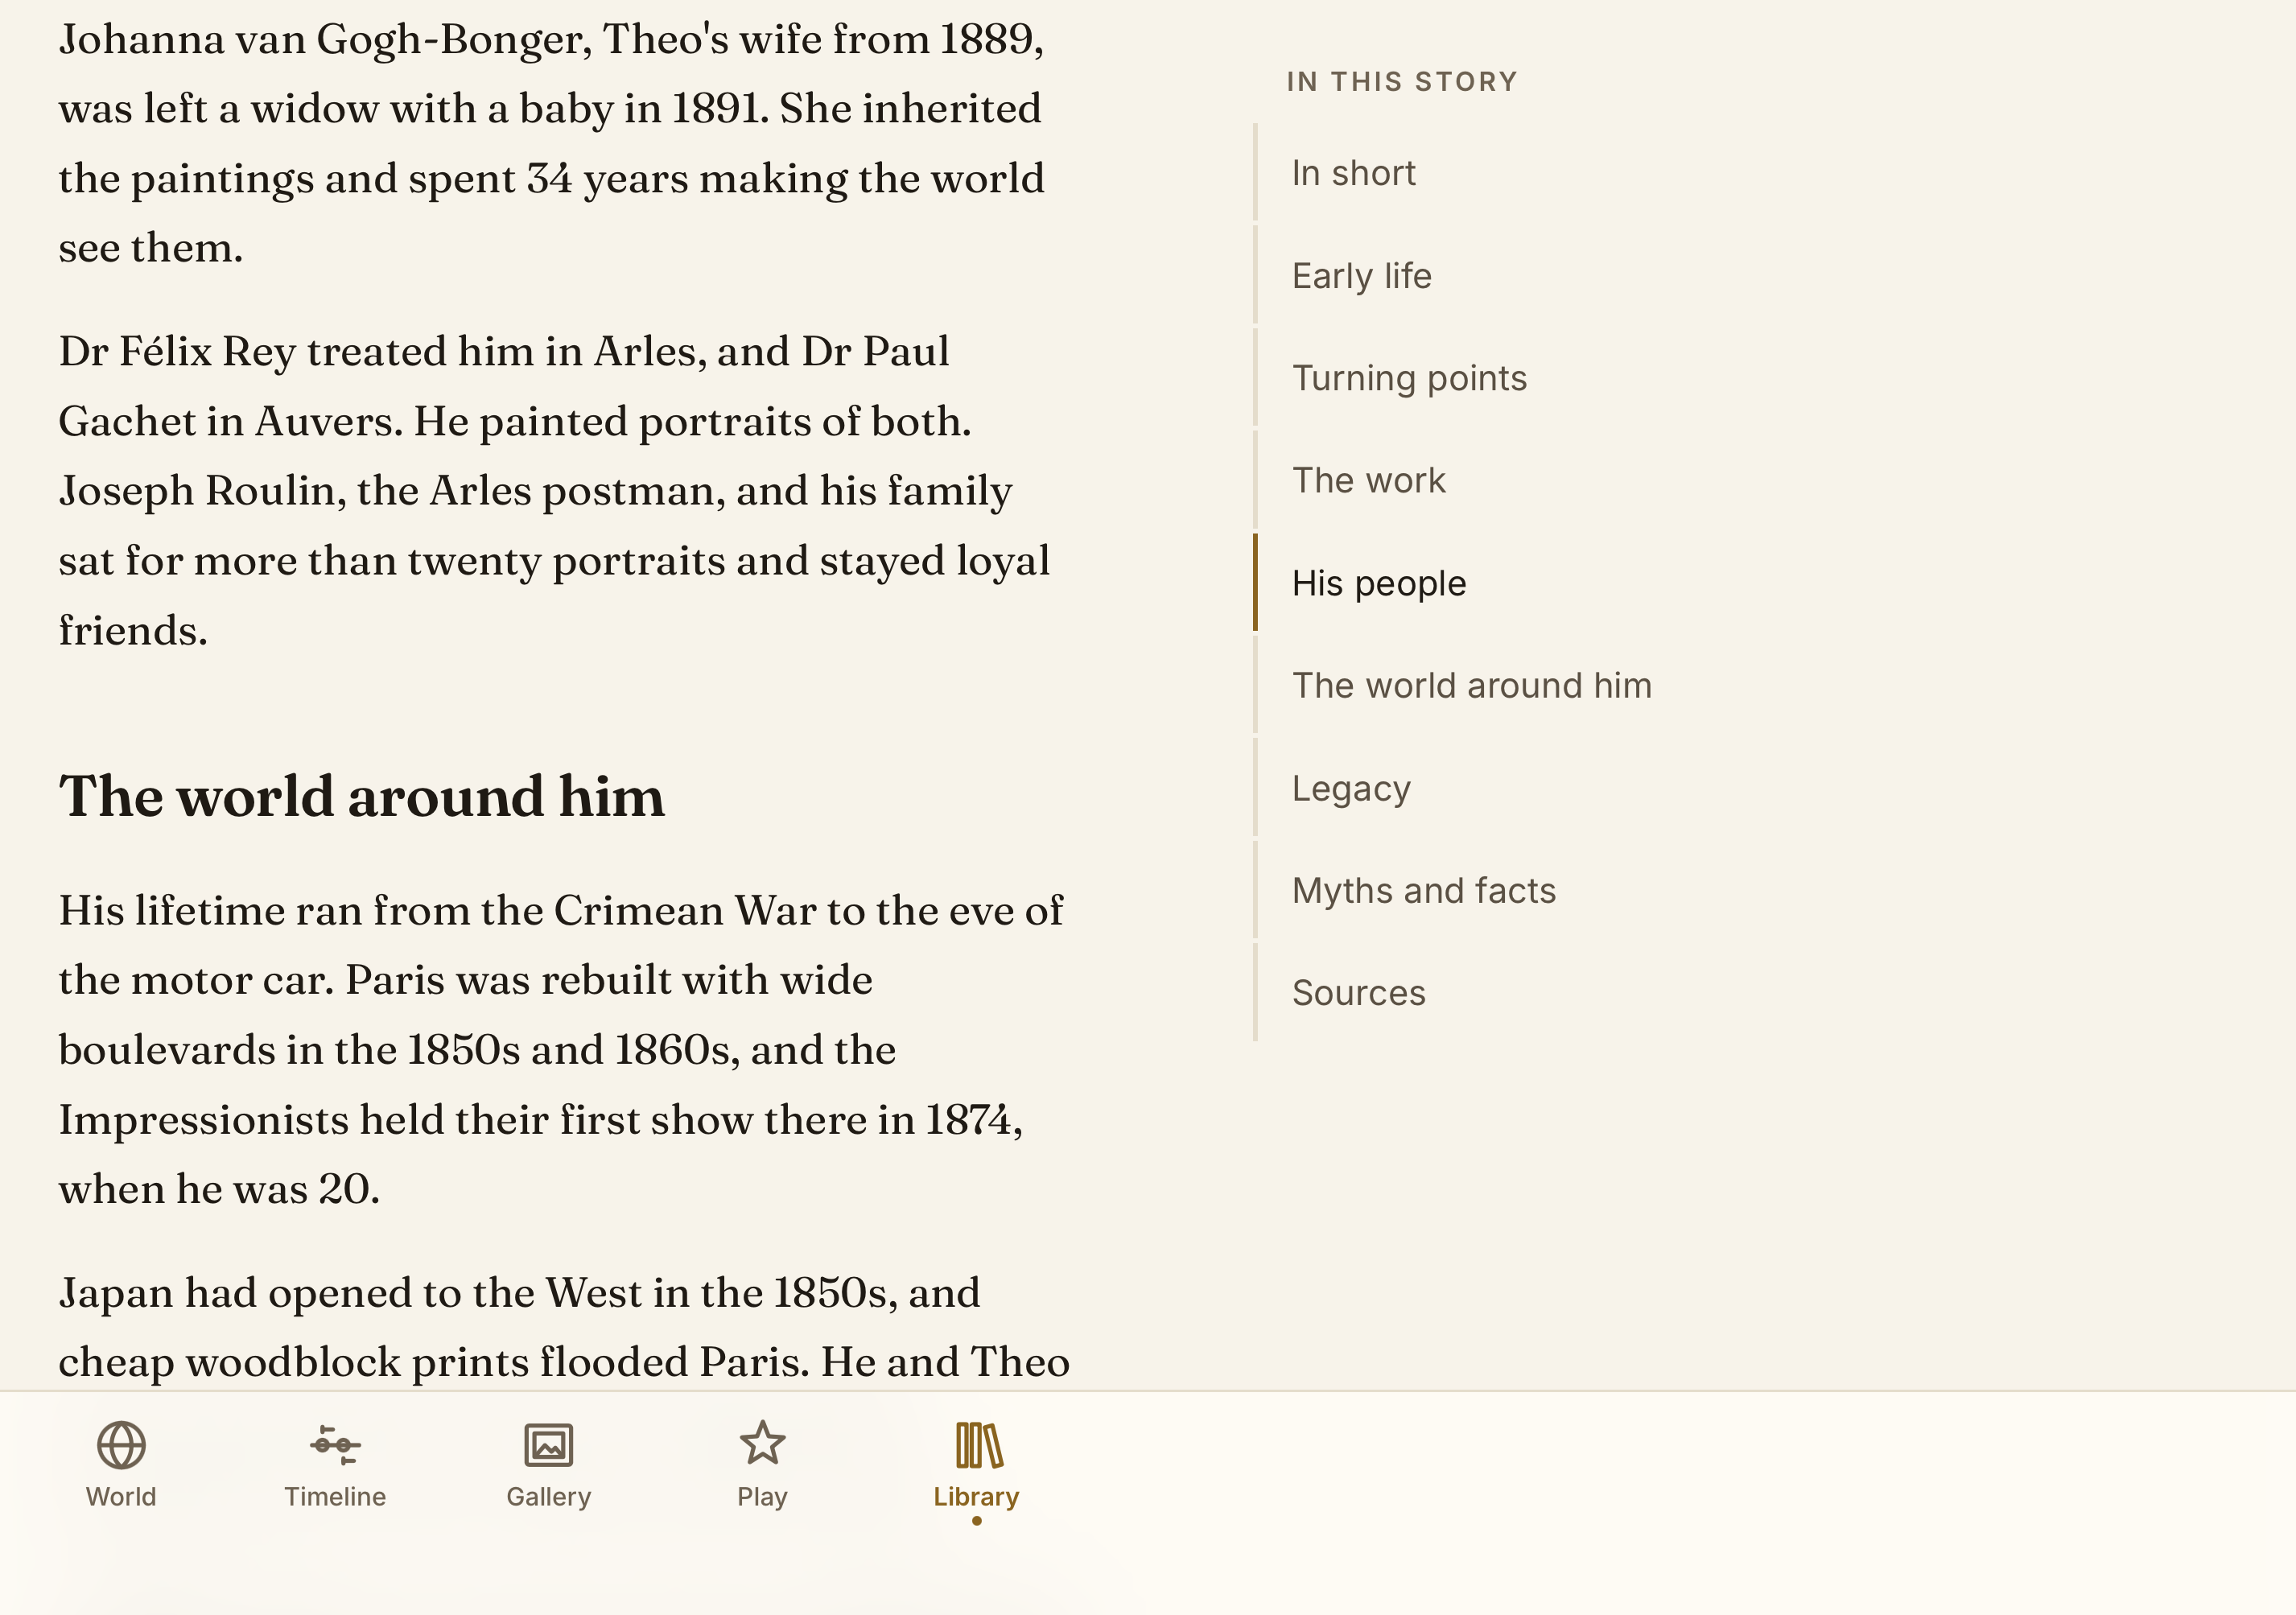 Johanna van Gogh-Bonger, Theo's wife from 1889,
was left a widow with a baby in 1891. She inherited
the paintings and spent 34 years making the world
see them.
Dr Félix Rey treated him in Arles, and Dr Paul
Gachet in Auvers. He painted portraits of both.
Joseph Roulin, the Arles postman, and his family
sat for more than twenty portraits and stayed loyal
friends.
The world around him
His lifetime ran from the Crimean War to the eve of
the motor car. Paris was rebuilt with wide
boulevards in the 1850s and 1860s, and the
Impressionists held their first show there in 1874,
when he was 20.
Japan had opened to the West in the 1850s, and
cheap woodblock prints flooded Paris. He and Theo
IN THIS STORY
In short
Early life
Turning points
The work
His people
The world around him
Legacy
Myths and facts
Sources
World
Timeline
Gallery
Play
Library